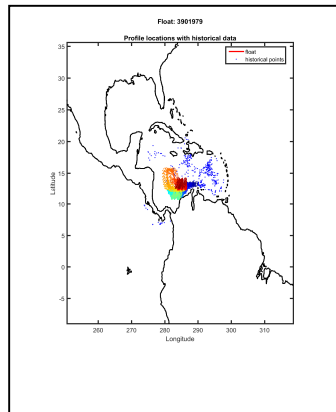 Float: 3901979
Profile locations with historical data
float
historical points
35
30
25
20
15
10
5
0
-5
Latitude
260 270 280 290 300 310
Longitude